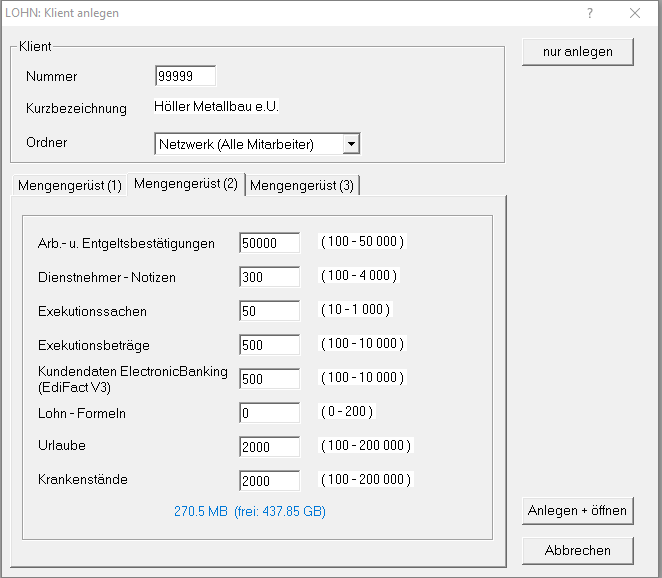 LOHN: Klient anlegen
Klient
nur anlegen
Nummer 99999
Kurzbezeichnung Höller Metallbau e.U.
Ordner Netzwerk (Alle Mitarbeiter)
Mengengerüst (1) Mengengerüst (2) Mengengerüst (3)
Arb.- u. Entgeltsbestätigungen 50000 ( 100 - 50 000 )
Dienstnehmer - Notizen 300 ( 100 - 4 000 )
Exekutionssachen 50 ( 10 - 1 000 )
Exekutionsbeträge 500 ( 100 - 10 000 )
Kundendaten ElectronicBanking
(EdiFact V3) 500 ( 100 - 10 000 )
Lohn - Formeln 0 ( 0 - 200 )
Urlaube 2000 ( 100 - 200 000 )
Krankenstände 2000 ( 100 - 200 000 )
270.5 MB (frei: 437.85 GB)
Anlegen + öffnen
Abbrechen